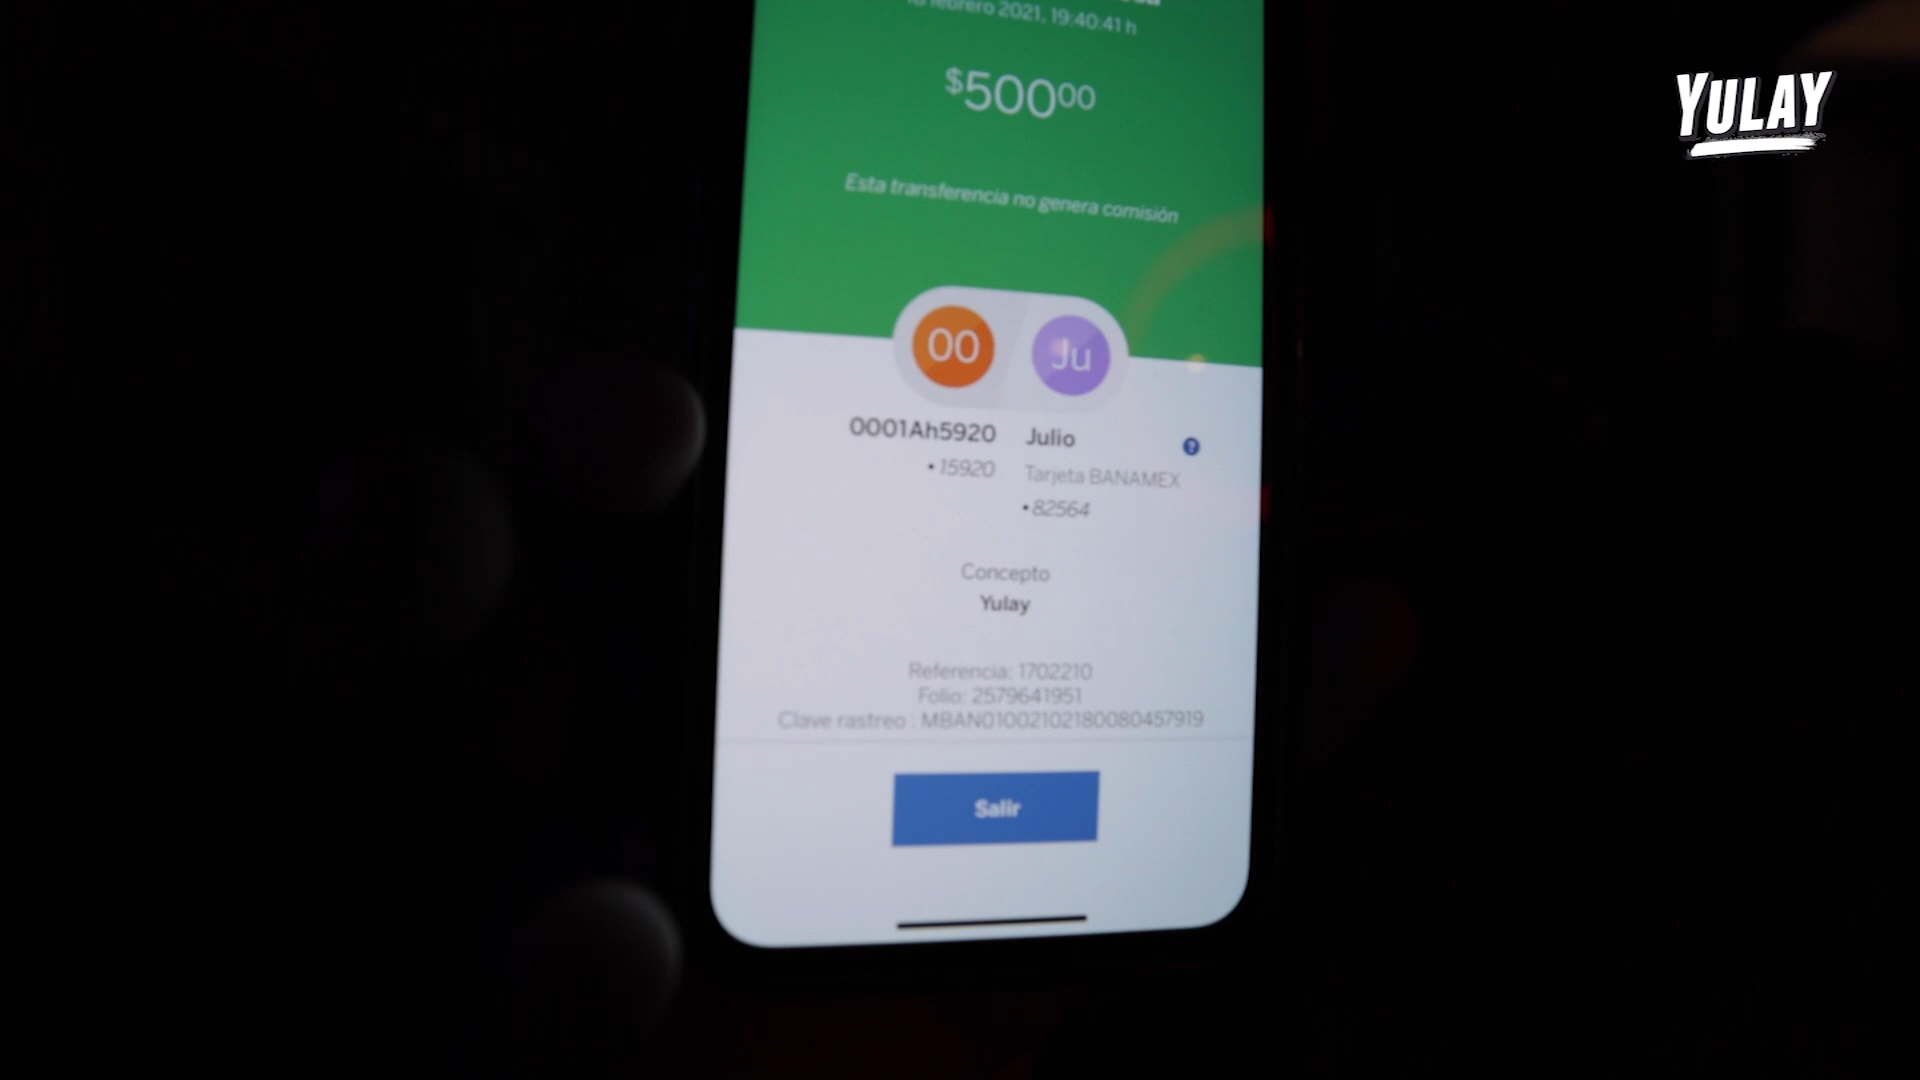 febrero 2021, 19:40:41 h
$500⁰⁰
Esta transferencia no genera comisión
00
Ju
0001Ah5920
•15920
Julio
?
Tarjeta BANAMEX
•82564
Concepto
Yulay
Referencia: 1702210
Folio: 2579641951
Clave rastreo : MBAN01002102180080457919
Salir
YULAY